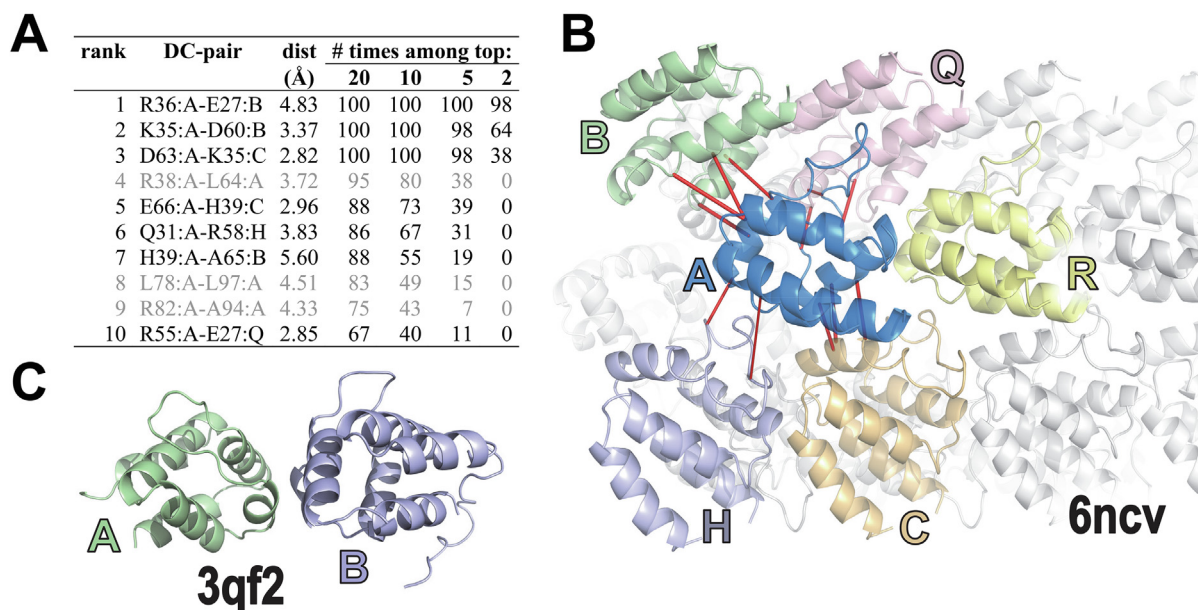 A
rank DC-pair dist # times among top:
(Å) 20 10 5 2
1 R36:A-E27:B 4.83 100 100 100 98
2 K35:A-D60:B 3.37 100 100 98 64
3 D63:A-K35:C 2.82 100 100 98 38
4 R38:A-L64:A 3.72 95 80 38 0
5 E66:A-H39:C 2.96 88 73 39 0
6 Q31:A-R58:H 3.83 86 67 31 0
7 H39:A-A65:B 5.60 88 55 19 0
8 L78:A-L97:A 4.51 83 49 15 0
9 R82:A-A94:A 4.33 75 43 7 0
10 R55:A-E27:Q 2.85 67 40 11 0
B
Q
B
A
R
H
C
6ncv
C
A
B
3qf2